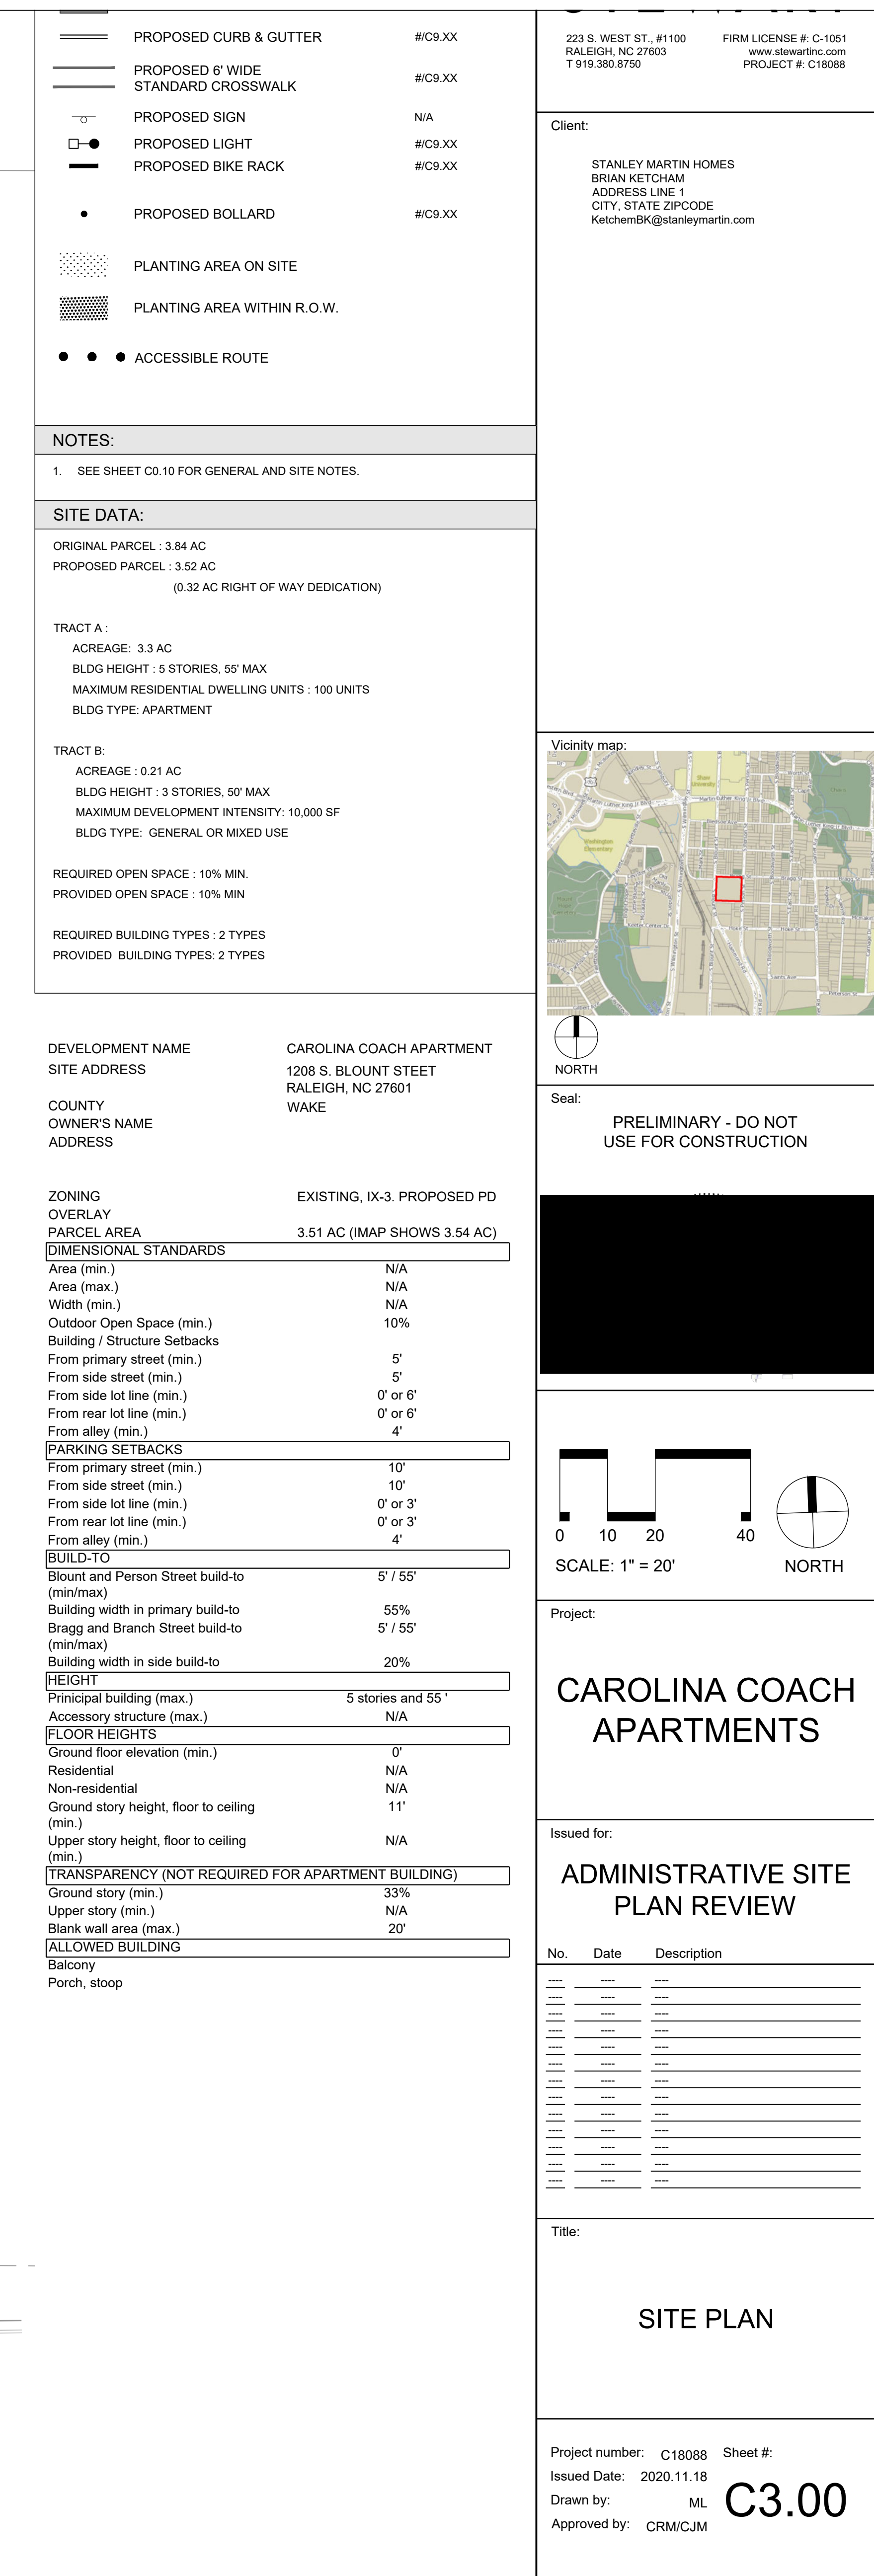 PROPOSED CURB & GUTTER #/C9.XX
PROPOSED 6' WIDE
STANDARD CROSSWALK #/C9.XX
PROPOSED SIGN N/A
PROPOSED LIGHT #/C9.XX
PROPOSED BIKE RACK #/C9.XX
PROPOSED BOLLARD #/C9.XX
PLANTING AREA ON SITE
PLANTING AREA WITHIN R.O.W.
ACCESSIBLE ROUTE
NOTES:
1. SEE SHEET C0.10 FOR GENERAL AND SITE NOTES.
SITE DATA:
ORIGINAL PARCEL : 3.84 AC
PROPOSED PARCEL : 3.52 AC
(0.32 AC RIGHT OF WAY DEDICATION)
TRACT A :
ACREAGE: 3.3 AC
BLDG HEIGHT : 5 STORIES, 55' MAX
MAXIMUM RESIDENTIAL DWELLING UNITS : 100 UNITS
BLDG TYPE: APARTMENT
TRACT B:
ACREAGE : 0.21 AC
BLDG HEIGHT : 3 STORIES, 50' MAX
MAXIMUM DEVELOPMENT INTENSITY: 10,000 SF
BLDG TYPE: GENERAL OR MIXED USE
REQUIRED OPEN SPACE : 10% MIN.
PROVIDED OPEN SPACE : 10% MIN
REQUIRED BUILDING TYPES : 2 TYPES
PROVIDED BUILDING TYPES: 2 TYPES
DEVELOPMENT NAME CAROLINA COACH APARTMENT
SITE ADDRESS 1208 S. BLOUNT STEET
RALEIGH, NC 27601
COUNTY WAKE
OWNER'S NAME
ADDRESS
ZONING EXISTING, IX-3. PROPOSED PD
OVERLAY
PARCEL AREA 3.51 AC (IMAP SHOWS 3.54 AC)
DIMENSIONAL STANDARDS
Area (min.) N/A
Area (max.) N/A
Width (min.) N/A
Outdoor Open Space (min.) 10%
Building / Structure Setbacks
From primary street (min.) 5'
From side street (min.) 5'
From side lot line (min.) 0' or 6'
From rear lot line (min.) 0' or 6'
From alley (min.) 4'
PARKING SETBACKS
From primary street (min.) 10'
From side street (min.) 10'
From side lot line (min.) 0' or 3'
From rear lot line (min.) 0' or 3'
From alley (min.) 4'
BUILD-TO
Blount and Person Street build-to 5' / 55'
(min/max)
Building width in primary build-to 55%
Bragg and Branch Street build-to 5' / 55'
(min/max)
Building width in side build-to 20%
HEIGHT
Prinicipal building (max.) 5 stories and 55 '
Accessory structure (max.) N/A
FLOOR HEIGHTS
Ground floor elevation (min.) 0'
Residential N/A
Non-residential N/A
Ground story height, floor to ceiling 11'
(min.)
Upper story height, floor to ceiling N/A
(min.)
TRANSPARENCY (NOT REQUIRED FOR APARTMENT BUILDING)
Ground story (min.) 33%
Upper story (min.) N/A
Blank wall area (max.) 20'
ALLOWED BUILDING
Balcony
Porch, stoop
223 S. WEST ST., #1100 FIRM LICENSE #: C-1051
RALEIGH, NC 27603 www.stewartinc.com
T 919.380.8750 PROJECT #: C18088
Client:
STANLEY MARTIN HOMES
BRIAN KETCHAM
ADDRESS LINE 1
CITY, STATE ZIPCODE
KetchemBK@stanleymartin.com
Vicinity map:
Shaw
University
Washington
Elementary
NORTH
Seal:
PRELIMINARY - DO NOT
USE FOR CONSTRUCTION
0 10 20 40
SCALE: 1" = 20' NORTH
Project:
CAROLINA COACH
APARTMENTS
Issued for:
ADMINISTRATIVE SITE
PLAN REVIEW
No. Date Description
---- ---- ----
---- ---- ----
---- ---- ----
---- ---- ----
---- ---- ----
---- ---- ----
---- ---- ----
---- ---- ----
---- ---- ----
---- ---- ----
---- ---- ----
---- ---- ----
---- ---- ----
Title:
SITE PLAN
Project number: C18088 Sheet #:
Issued Date: 2020.11.18
Drawn by: ML C3.00
Approved by: CRM/CJM